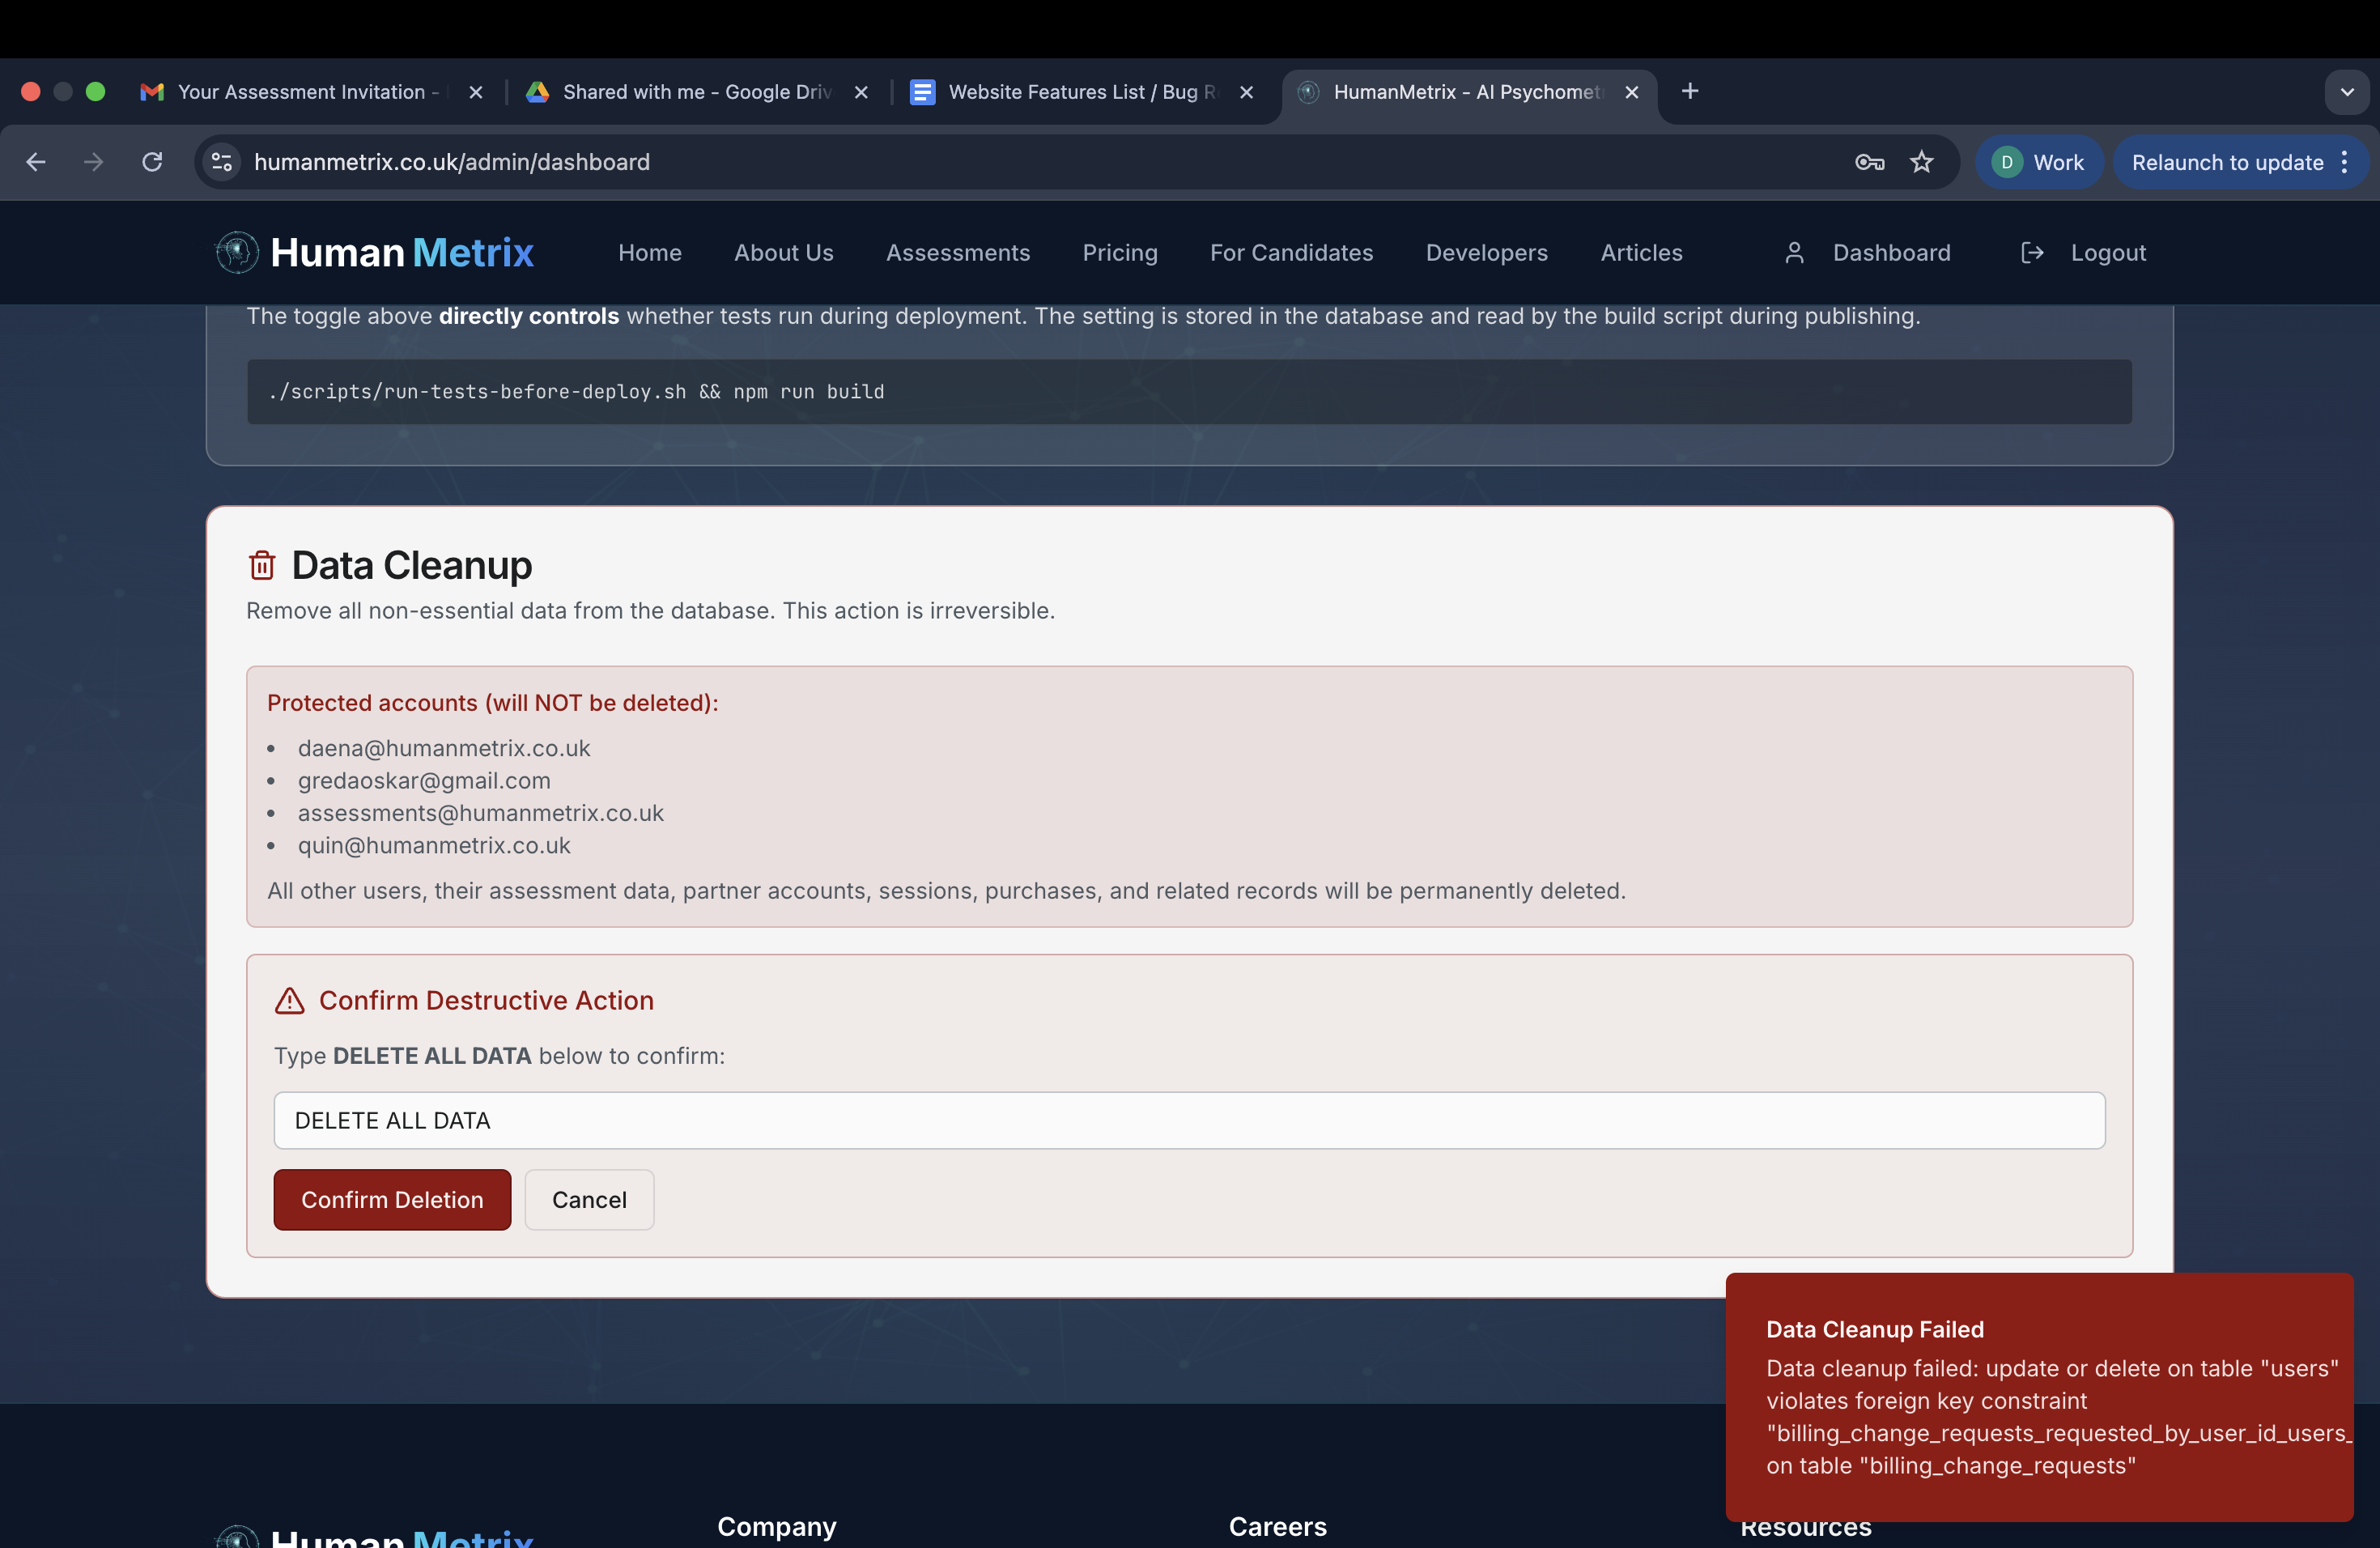 Your Assessment Invitation -
Shared with me - Google Driv
Website Features List / Bug R
HumanMetrix - AI Psychomet
humanmetrix.co.uk/admin/dashboard
D Work
Relaunch to update
Human Metrix
Home
About Us
Assessments
Pricing
For Candidates
Developers
Articles
Dashboard
Logout
The toggle above directly controls whether tests run during deployment. The setting is stored in the database and read by the build script during publishing.
./scripts/run-tests-before-deploy.sh && npm run build
Data Cleanup
Remove all non-essential data from the database. This action is irreversible.
Protected accounts (will NOT be deleted):
• daena@humanmetrix.co.uk
• gredaoskar@gmail.com
• assessments@humanmetrix.co.uk
• quin@humanmetrix.co.uk
All other users, their assessment data, partner accounts, sessions, purchases, and related records will be permanently deleted.
Confirm Destructive Action
Type DELETE ALL DATA below to confirm:
DELETE ALL DATA
Confirm Deletion
Cancel
Data Cleanup Failed
Data cleanup failed: update or delete on table "users"
violates foreign key constraint
"billing_change_requests_requested_by_user_id_users_
on table "billing_change_requests"
Human Metrix
Company
Careers
Resources